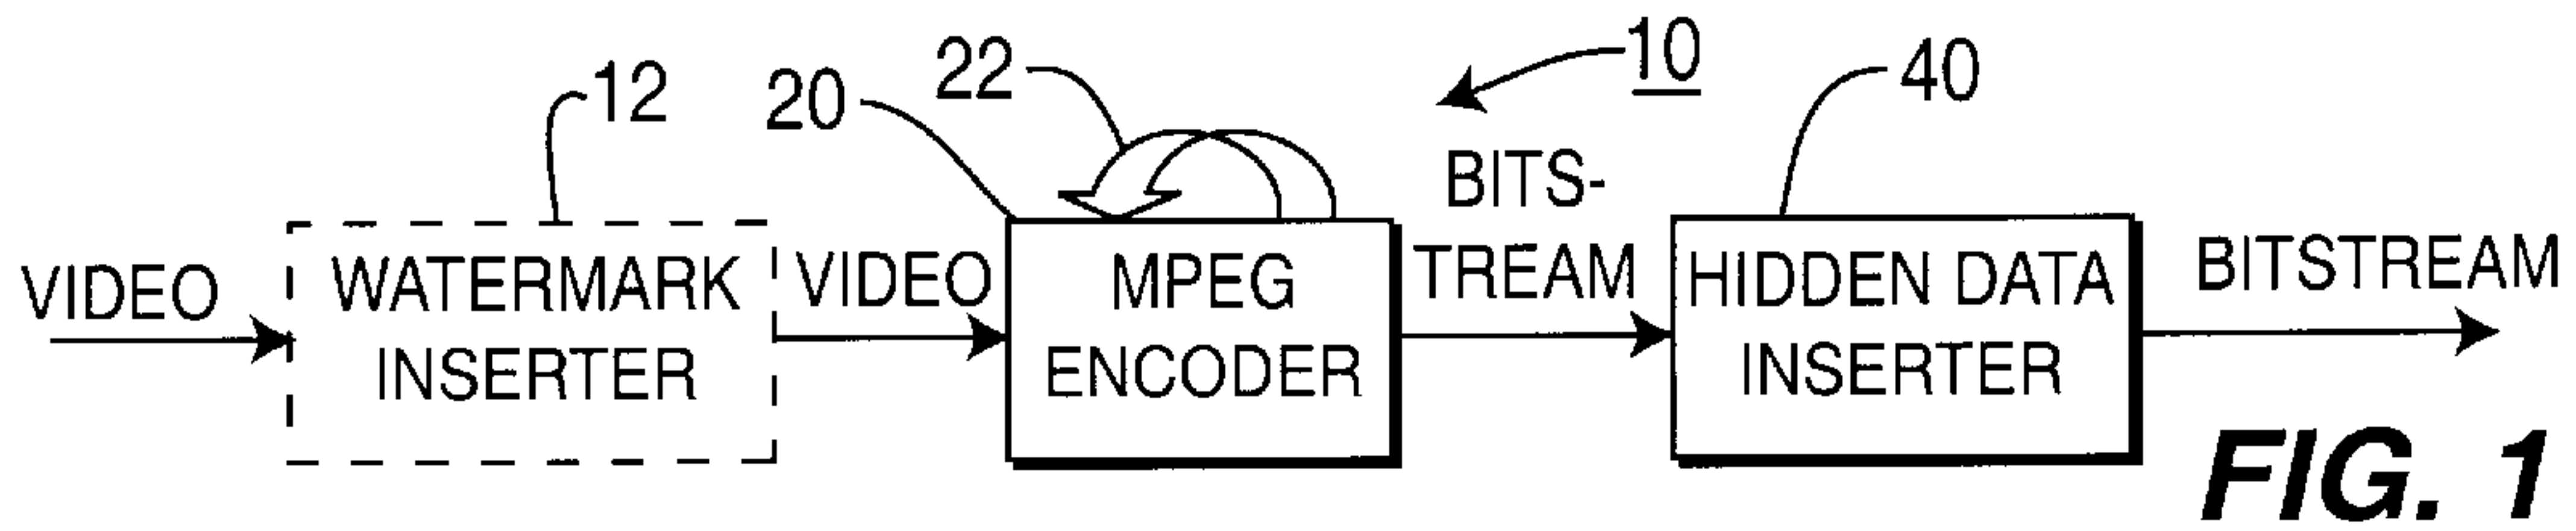 12
20
22
10
40
VIDEO
WATERMARK
INSERTER
VIDEO
MPEG
ENCODER
BITS-
TREAM
HIDDEN DATA
INSERTER
BITSTREAM
FIG. 1